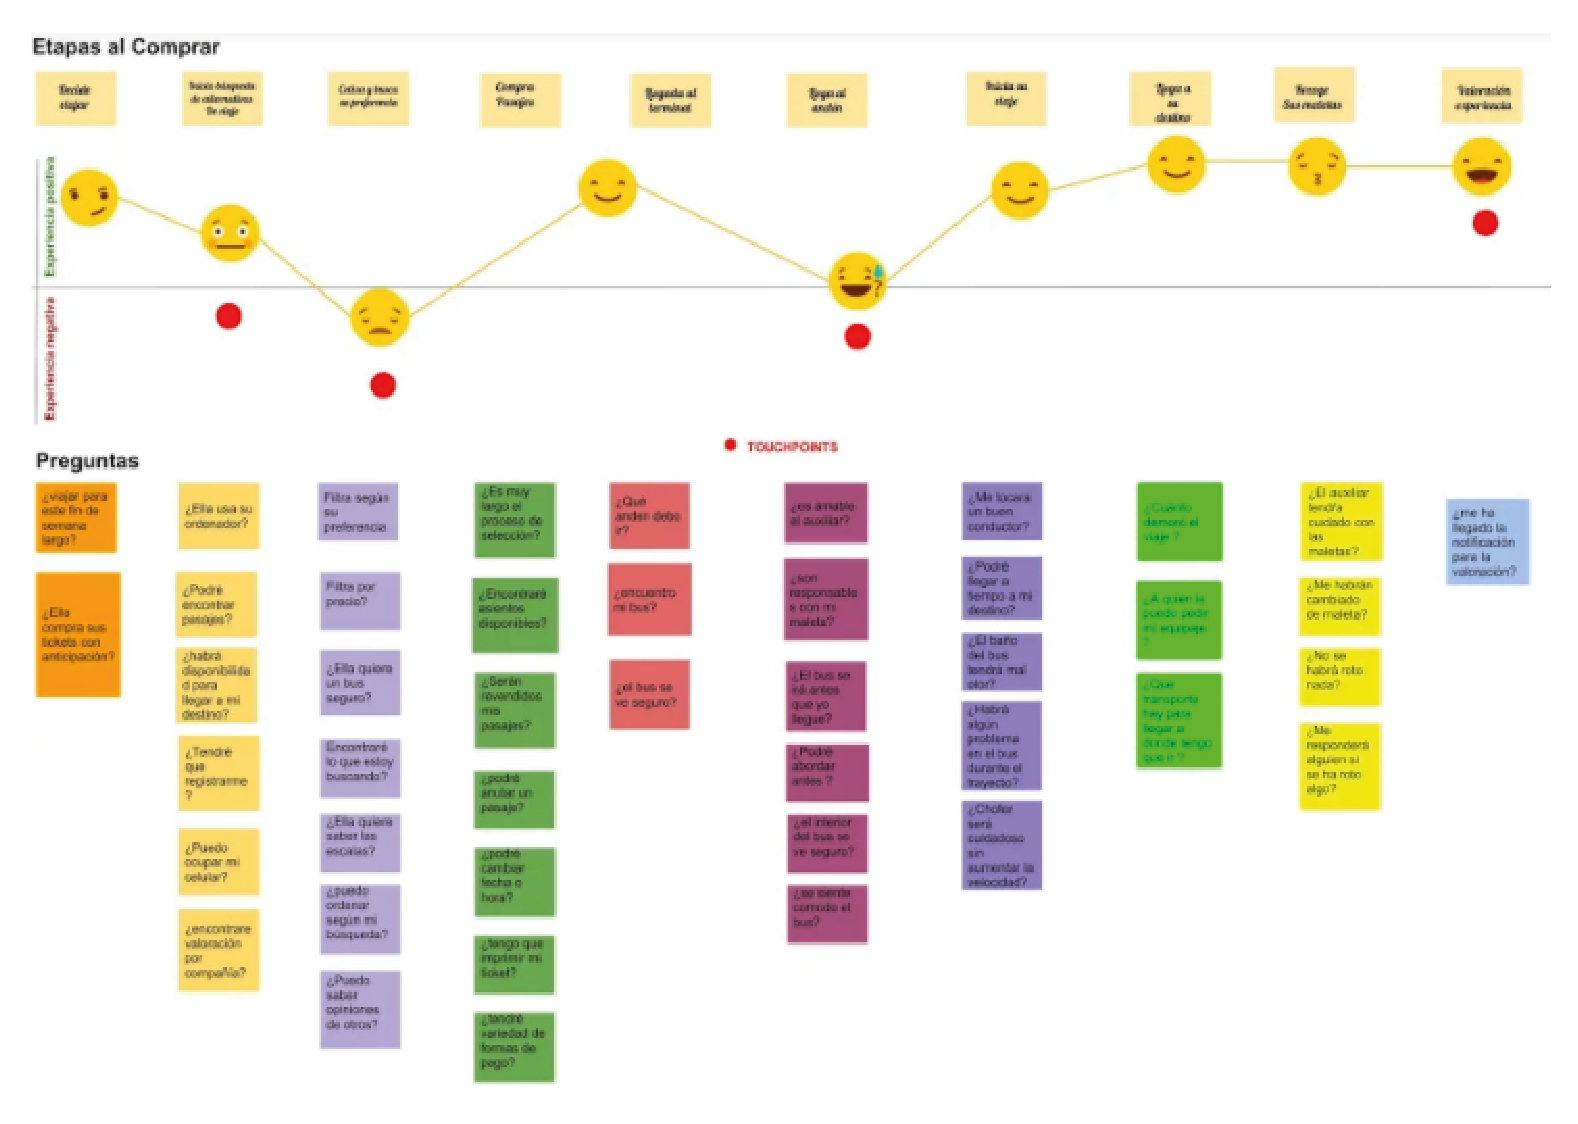 Etapas al Comprar
Decide
viajar
Inicia búsqueda
de alternativas
De viaje
Cotiza y busca
su preferencia
Compra
Pasajes
Llegada al
terminal
llega al
andén
Inicia su
viaje
llega a
su
destino
Recoge
Sus maletas
Valoración
experiencia
Experiencia positiva
Experiencia negativa
TOUCHPOINTS
Preguntas
¿viajar para
este fin de
semana
largo?
¿Ella
compra sus
tickets con
anticipación?
¿Ella usa su
ordenador?
¿Podré
encontrar
pasajes?
¿habrá
disponibilida
d para
llegar a mi
destino?
¿Tendré
que
registrarme
?
¿Puedo
ocupar mi
celular?
¿encontrare
valoración
por
compañía?
Filtra según
su
preferencia
Filtra por
precio?
¿Ella quiere
un bus
seguro?
Encontraré
lo que estoy
buscando?
¿Ella quiere
saber las
escalas?
¿puedo
ordenar
según mi
búsqueda?
¿Puedo
saber
opiniones
de otros?
¿Es muy
largo el
proceso de
selección?
¿Encontraré
asientos
disponibles?
¿Serán
revendidos
mis
pasajes?
¿podré
anular un
pasaje?
¿podré
cambiar
fecha o
hora?
¿tengo que
imprimir mi
ticket?
¿tendré
variedad de
formas de
pago?
¿Qué
anden debo
ir?
¿encuentro
mi bus?
¿el bus se
ve seguro?
¿es amable
el auxiliar?
¿son
responsable
s con mi
maleta?
¿El bus se
irá antes
que yo
llegue?
¿Podré
abordar
antes ?
¿el interior
del bus se
ve seguro?
¿se siente
comodo el
bus?
¿Me tocará
un buen
conductor?
¿Podré
llegar a
tiempo a mi
destino?
¿El baño
del bus
tendrá mal
olor?
¿Habrá
algún
problema
en el bus
durante el
trayecto?
¿Chofer
será
cuidadoso
sin
aumentar la
velocidad?
¿Cuánto
demoró el
viaje ?
¿A quien le
puedo pedir
mi equipaje
?
¿Que
transporte
hay para
llegar a
donde tengo
que ir ?
¿El auxiliar
tendra
cuidado con
las
maletas?
¿Me habrán
cambiado
de maleta?
¿No se
habrá roto
nada?
¿Me
responderá
alguien si
se ha roto
algo?
¿me ha
llegado la
notificación
para la
valoración?